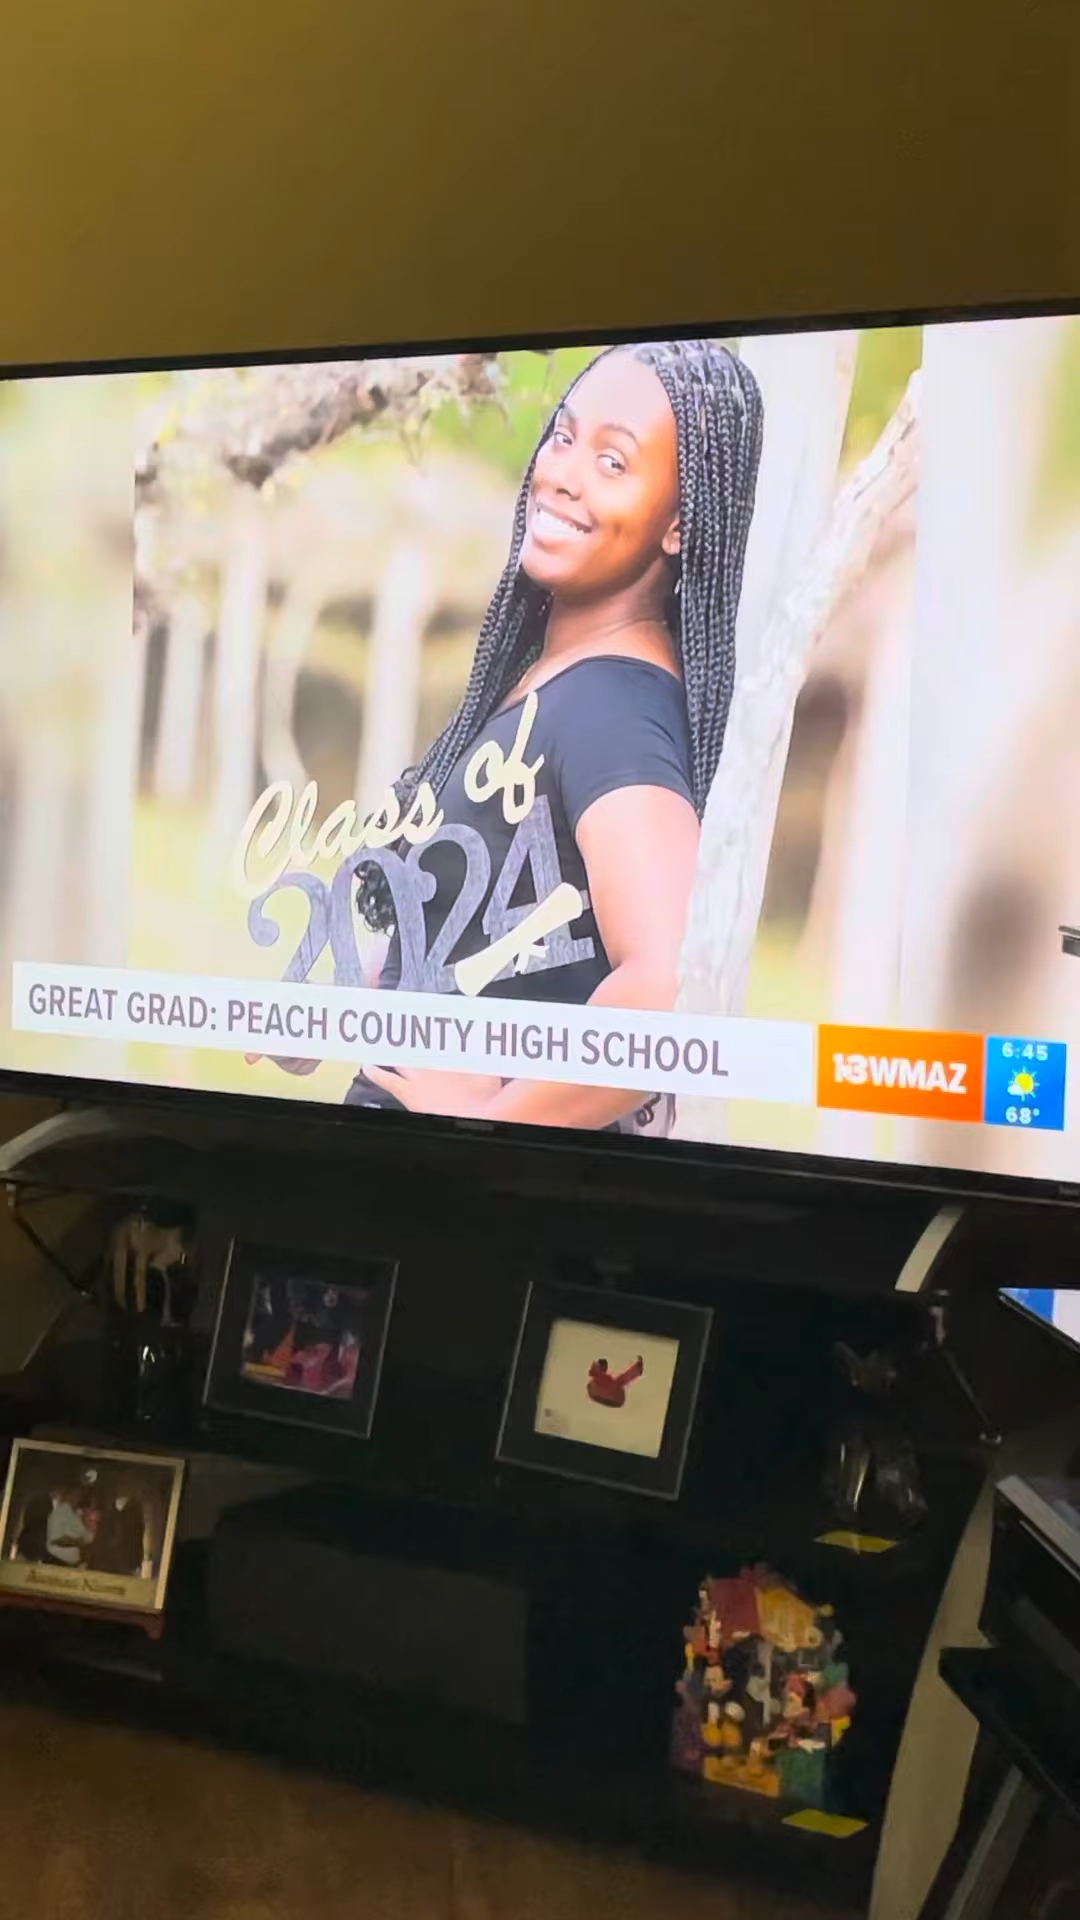 Class of
2024
GREAT GRAD: PEACH COUNTY HIGH SCHOOL
13WMAZ
6:45
68°